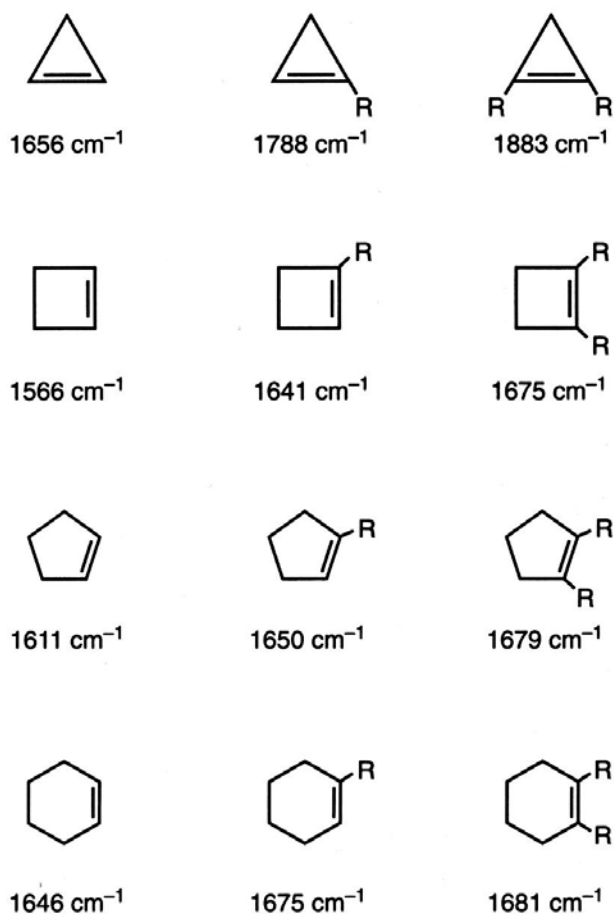 R
R R
1656 cm⁻¹ 1788 cm⁻¹ 1883 cm⁻¹
R R
R
1566 cm⁻¹ 1641 cm⁻¹ 1675 cm⁻¹
R R
R
1611 cm⁻¹ 1650 cm⁻¹ 1679 cm⁻¹
R R
R
1646 cm⁻¹ 1675 cm⁻¹ 1681 cm⁻¹